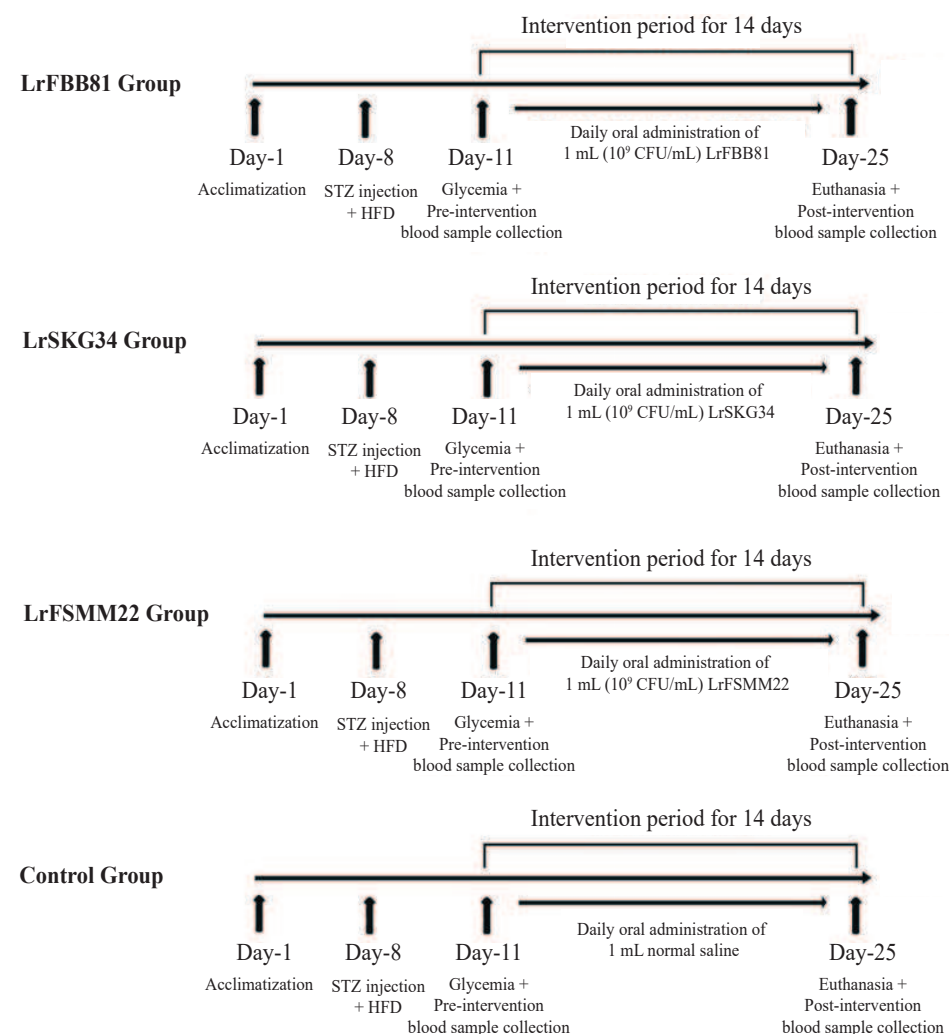 Intervention period for 14 days
LrFBB81 Group
Daily oral administration of
1 mL (10⁹ CFU/mL) LrFBB81
Day-1
Day-8
Day-11
Day-25
Acclimatization
STZ injection
+ HFD
Glycemia +
Pre-intervention
blood sample collection
Euthanasia +
Post-intervention
blood sample collection
Intervention period for 14 days
LrSKG34 Group
Daily oral administration of
1 mL (10⁹ CFU/mL) LrSKG34
Day-1
Day-8
Day-11
Day-25
Acclimatization
STZ injection
+ HFD
Glycemia +
Pre-intervention
blood sample collection
Euthanasia +
Post-intervention
blood sample collection
Intervention period for 14 days
LrFSMM22 Group
Daily oral administration of
1 mL (10⁹ CFU/mL) LrFSMM22
Day-1
Day-8
Day-11
Day-25
Acclimatization
STZ injection
+ HFD
Glycemia +
Pre-intervention
blood sample collection
Euthanasia +
Post-intervention
blood sample collection
Intervention period for 14 days
Control Group
Daily oral administration of
1 mL normal saline
Day-1
Day-8
Day-11
Day-25
Acclimatization
STZ injection
+ HFD
Glycemia +
Pre-intervention
blood sample collection
Euthanasia +
Post-intervention
blood sample collection